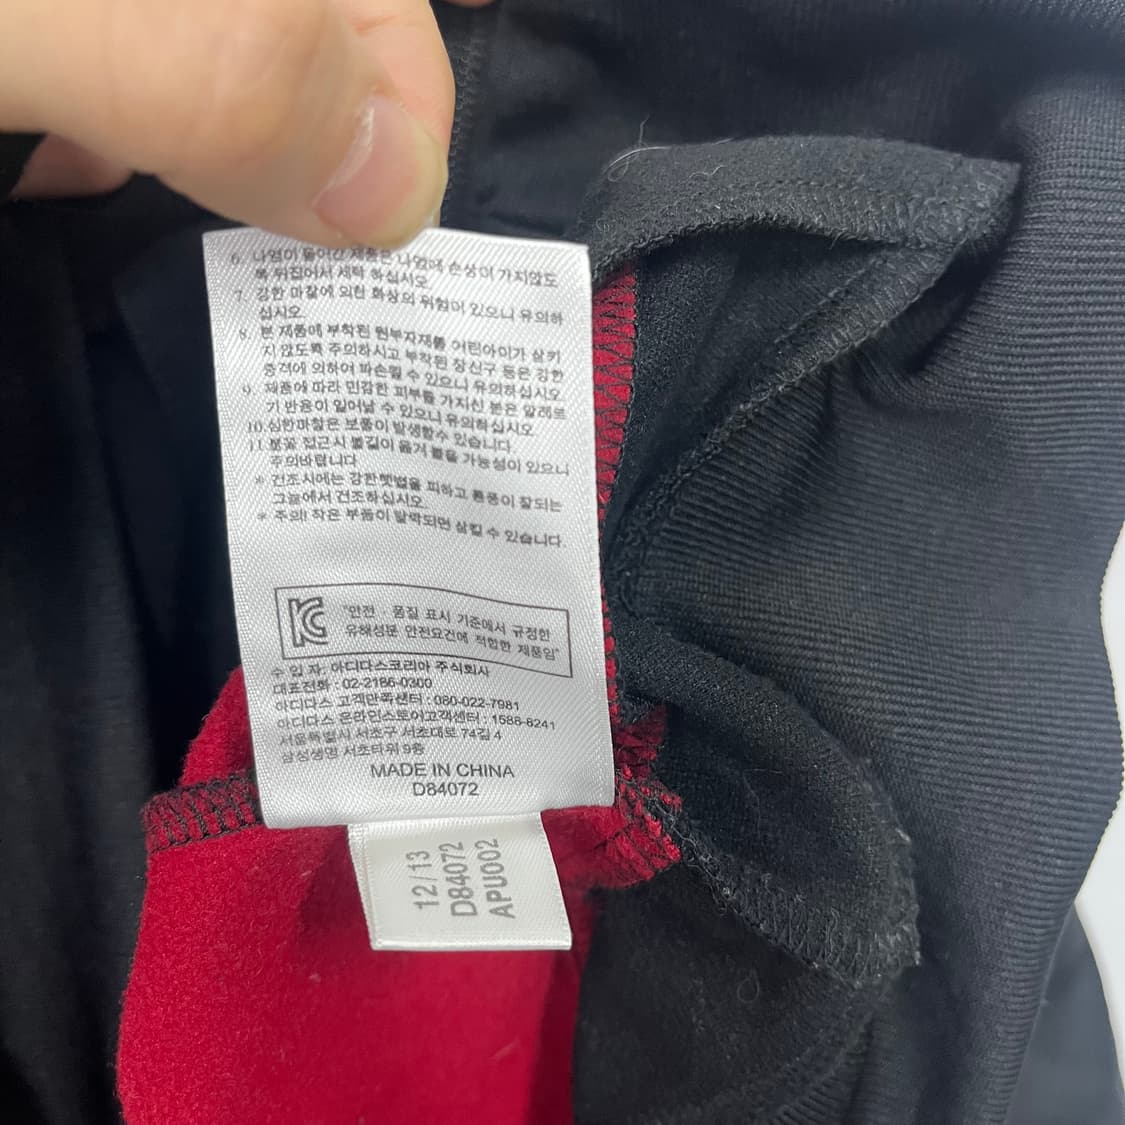 6. 나염이 들어간 제품은 나염에 손상이 가지않도
록 뒤집어서 세탁 하십시오
7. 강한 마찰에 의한 화상의 위험이 있으니 유의하
십시오.
8. 본 제품에 부착된 원부자재를 어린아이가 삼키
지 않도록 주의하시고 부착된 장신구 등은 강한
충격에 의하여 파손될 수 있으니 유의하십시오.
9. 제품에 따라 민감한 피부를 가지신 분은 알레르
기 반응이 일어날 수 있으니 유의하십시오.
10.심한마찰은 보풀이 발생할수 있습니다.
11.불꽃 접근시 불길이 옮겨 붙을 가능성이 있으니
주의바랍니다
※ 건조시에는 강한햇볕을 피하고 통풍이 잘되는
그늘에서 건조하십시오.
* 주의! 작은 부품이 탈락되면 삼킬 수 있습니다.
KC
"안전 · 품질 표시 기준에서 규정한
유해성분 안전요건에 적합한 제품임"
수 입 자: 아디다스코리아 주식회사
대표전화 : 02-2186-0300
아디다스 고객만족센터 : 080-022-7981
아디다스 온라인스토어고객센터 : 1588-8241
서울특별시 서초구 서초대로 74길 4
삼성생명 서초타워 9층
MADE IN CHINA
D84072
12/13
D84072
APU002